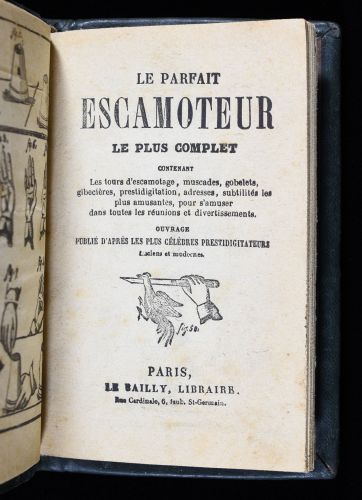 LE PARFAIT
ESCAMOTEUR
LE PLUS COMPLET
CONTENANT
Les tours d'escamotage, muscades, gobelets,
gibecières, prestidigitation, adresses, subtilités les
plus amusantes, pour s'amuser
dans toutes les réunions et divertissements.
OUVRAGE
PUBLIÉ D'APRÈS LES PLUS CÉLÈBRES PRESTIDIGITATEURS
et modernes.
fig. 50.
PARIS,
LE BAILLY, LIBRAIRE.
Rue Cardinale, 6, faub. St-Germain.